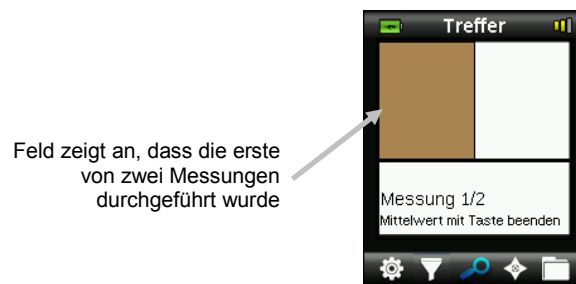 Treffer
Feld zeigt an, dass die erste
von zwei Messungen
durchgeführt wurde
Messung 1/2
Mittelwert mit Taste beenden